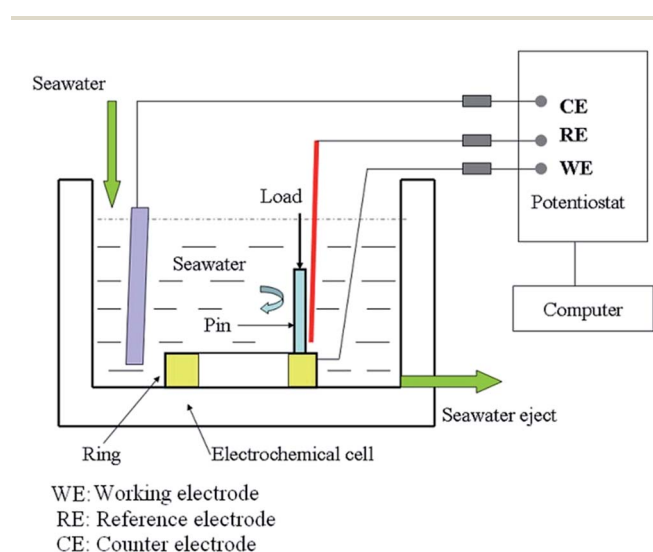 Seawater
CE
RE
WE
Potentiostat
Load
Seawater
Computer
Pin
Seawater eject
Ring
Electrochemical cell
WE: Working electrode
RE: Reference electrode
CE: Counter electrode